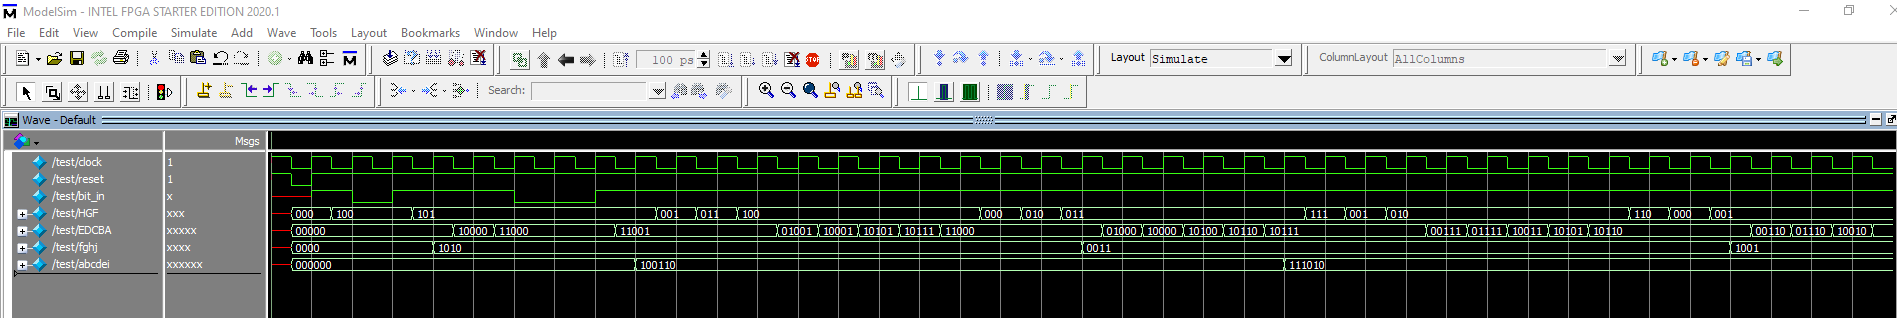 ModelSim - INTEL FPGA STARTER EDITION 2020.1
File Edit View Compile Simulate Add Wave Tools Layout Bookmarks Window Help
100 ps STOP Layout Simulate ColumnLayout AllColumns
Search:
Wave - Default
Msgs
/test/clock 1
/test/reset 1
/test/bit_in x
/test/HGF xxx 000 100 101 001 011 100 000 010 011 111 001 010 110 000 001
/test/EDCBA xxxxx 00000 10000 11000 11001 01001 10001 10101 10111 11000 01000 10000 10100 10110 10111 00111 01111 10011 10101 10110 00110 01110 10010
/test/fghj xxxx 0000 1010 0011 1001
/test/abcdei xxxxxx 000000 100110 111010